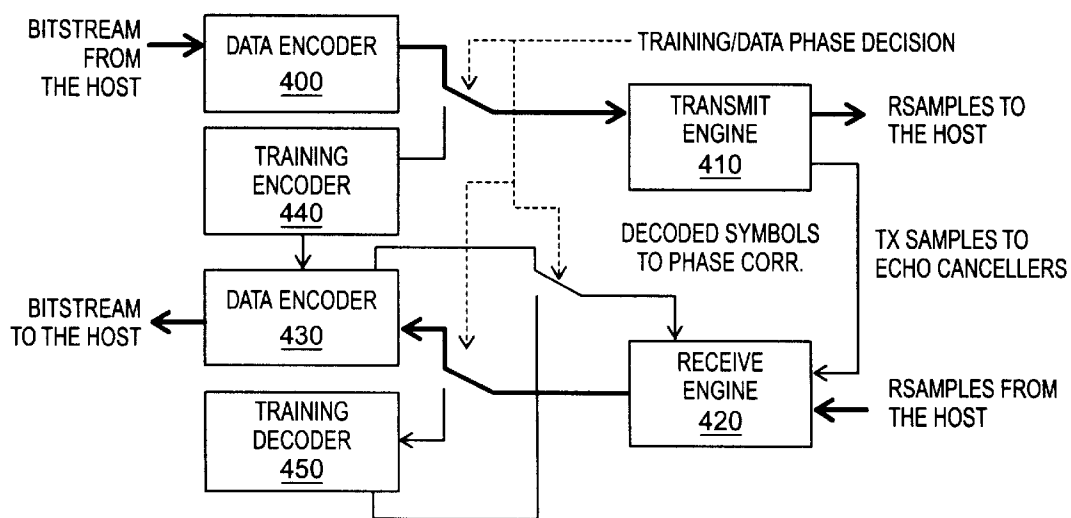 BITSTREAM
FROM
THE HOST
DATA ENCODER
400
TRAINING/DATA PHASE DECISION
TRANSMIT
ENGINE
410
RSAMPLES TO
THE HOST
TRAINING
ENCODER
440
DECODED SYMBOLS
TO PHASE CORR.
TX SAMPLES TO
ECHO CANCELLERS
BITSTREAM
TO THE HOST
DATA ENCODER
430
RECEIVE
ENGINE
420
RSAMPLES FROM
THE HOST
TRAINING
DECODER
450